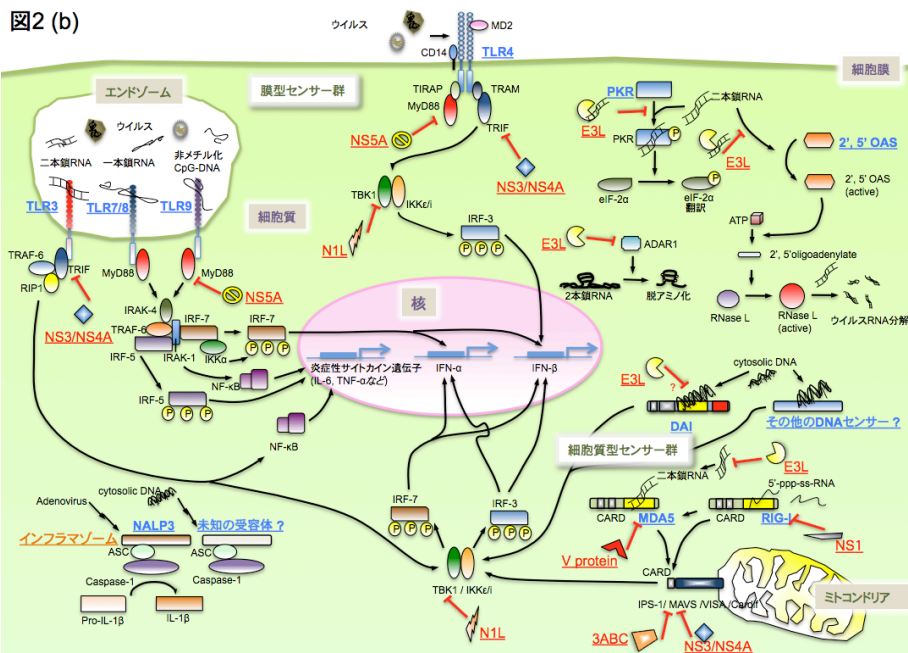 図2 (b)
ウイルス
MD2
CD14
TLR4
細胞膜
エンドソーム
膜型センサー群
TIRAP
TRAM
MyD88
TRIF
NS5A
NS3/NS4A
PKR
二本鎖RNA
E3L
PKR
P
E3L
2', 5' OAS
eIF-2α
P
eIF-2α
翻訳
2', 5' OAS
(active)
ATP
2', 5'oligoadenylate
RNase L
RNase L
(active)
ウイルスRNA分解
ウイルス
二本鎖RNA
一本鎖RNA
非メチル化
CpG-DNA
TLR3
TLR7/8
TLR9
細胞質
TBK1
IKKε/i
N1L
IRF-3
P P P
E3L
ADAR1
2本鎖RNA
脱アミノ化
TRAF-6
TRIF
RIP1
MyD88
MyD88
NS5A
NS3/NS4A
IRAK-4
TRAF-6
IRF-7
IRF-7
P P P
IRF-5
IRAK-1
IKKα
NF-κB
IRF-5
P P P
NF-κB
核
炎症性サイトカイン遺伝子
(IL-6, TNF-αなど)
IFN-α
IFN-β
E3L
?
cytosolic DNA
DAI
その他のDNAセンサー?
細胞質型センサー群
二本鎖RNA
E3L
5'-ppp-ss-RNA
CARD
MDA5
CARD
RIG-I
V protein
NS1
IRF-7
P P P
IRF-3
P P P
CARD
TBK1 / IKKε/i
N1L
IPS-1/ MAVS /VISA /Cardif
ミトコンドリア
3ABC
NS3/NS4A
Adenovirus
cytosolic DNA
インフラマゾーム
NALP3
未知の受容体?
ASC
ASC
Caspase-1
Caspase-1
Pro-IL-1β
IL-1β